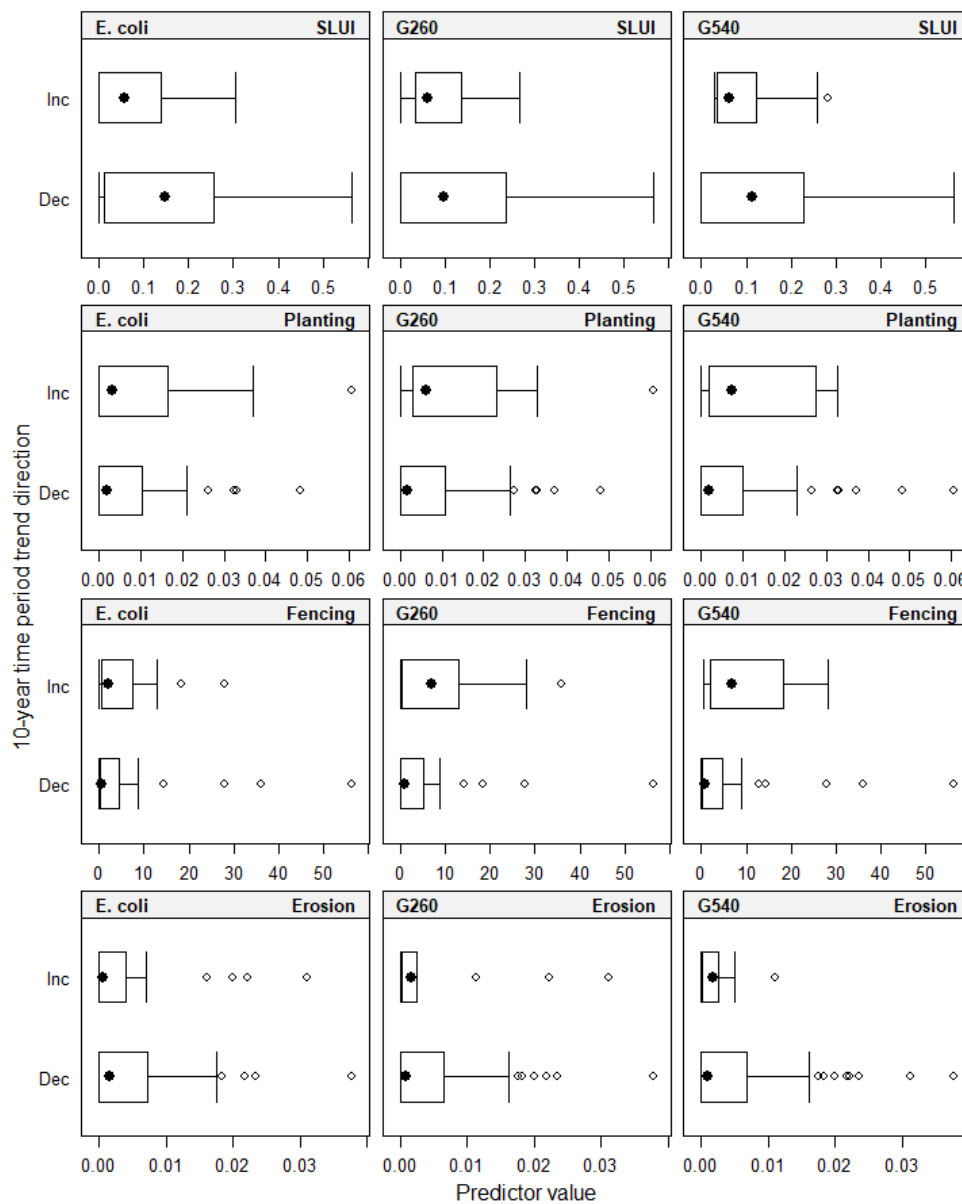 E. coli SLUI G260 SLUI G540 SLUI
Inc
Dec
0.0 0.1 0.2 0.3 0.5 0.0 0.1 0.2 0.3 0.5 0.0 0.1 0.2 0.3 0.5
E. coli Planting G260 Planting G540 Planting
Inc
Dec
0.00 0.01 0.02 0.03 0.04 0.05 0.06 0.00 0.01 0.02 0.03 0.04 0.05 0.06 0.00 0.01 0.02 0.03 0.04 0.05 0.06
10-year time period trend direction
E. coli Fencing G260 Fencing G540 Fencing
Inc
Dec
0 10 20 30 40 50 0 10 20 30 40 50 0 10 20 30 40 50
E. coli Erosion G260 Erosion G540 Erosion
Inc
Dec
0.00 0.01 0.02 0.03 0.00 0.01 0.02 0.03 0.00 0.01 0.02 0.03
Predictor value